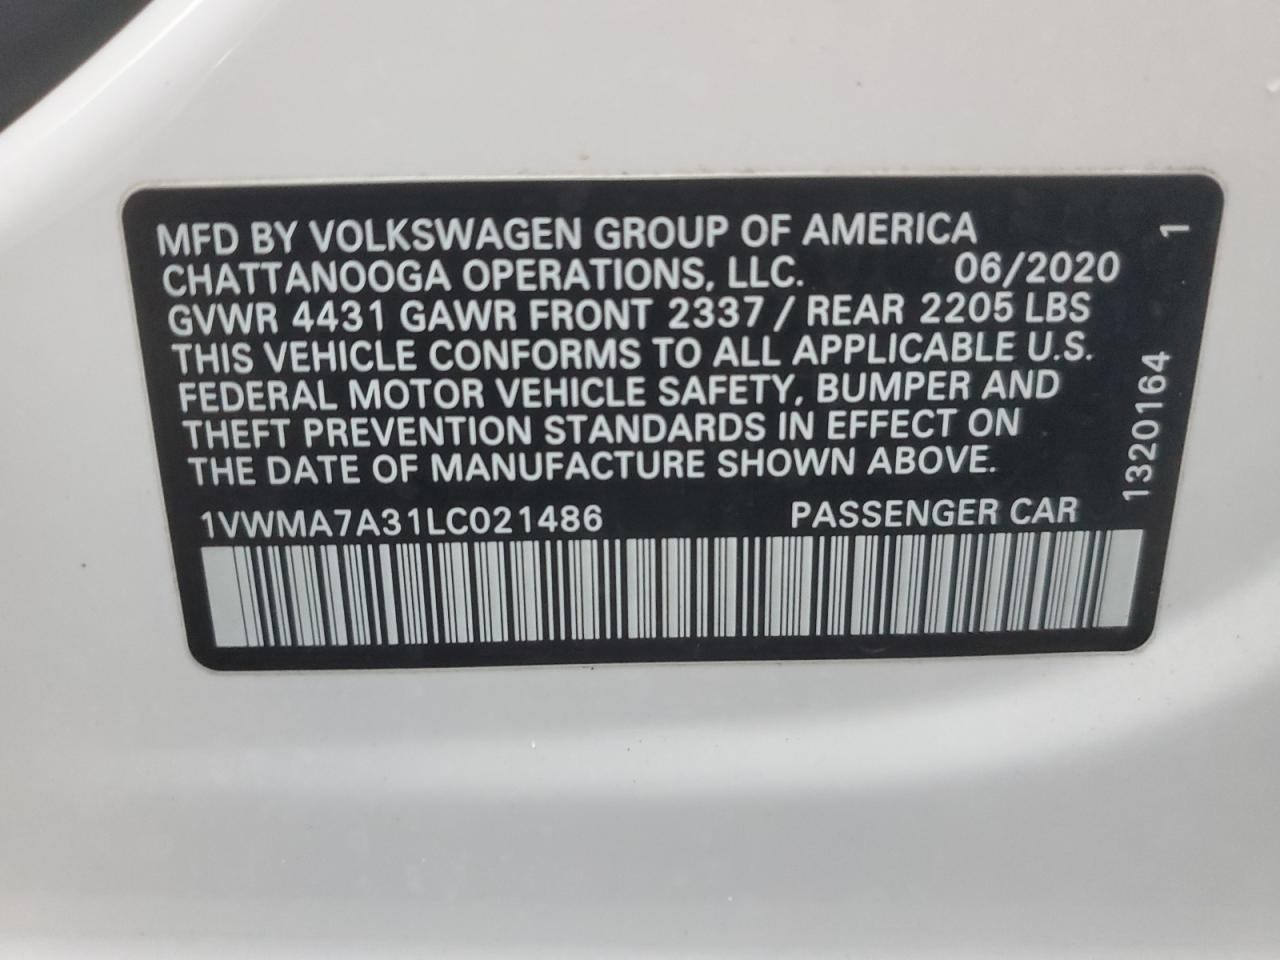 MFD BY VOLKSWAGEN GROUP OF AMERICA
CHATTANOOGA OPERATIONS, LLC. 06/2020
GVWR 4431 GAWR FRONT 2337 / REAR 2205 LBS
THIS VEHICLE CONFORMS TO ALL APPLICABLE U.S.
FEDERAL MOTOR VEHICLE SAFETY, BUMPER AND
THEFT PREVENTION STANDARDS IN EFFECT ON
THE DATE OF MANUFACTURE SHOWN ABOVE.
1VWMA7A31LC021486 PASSENGER CAR
1320164 1